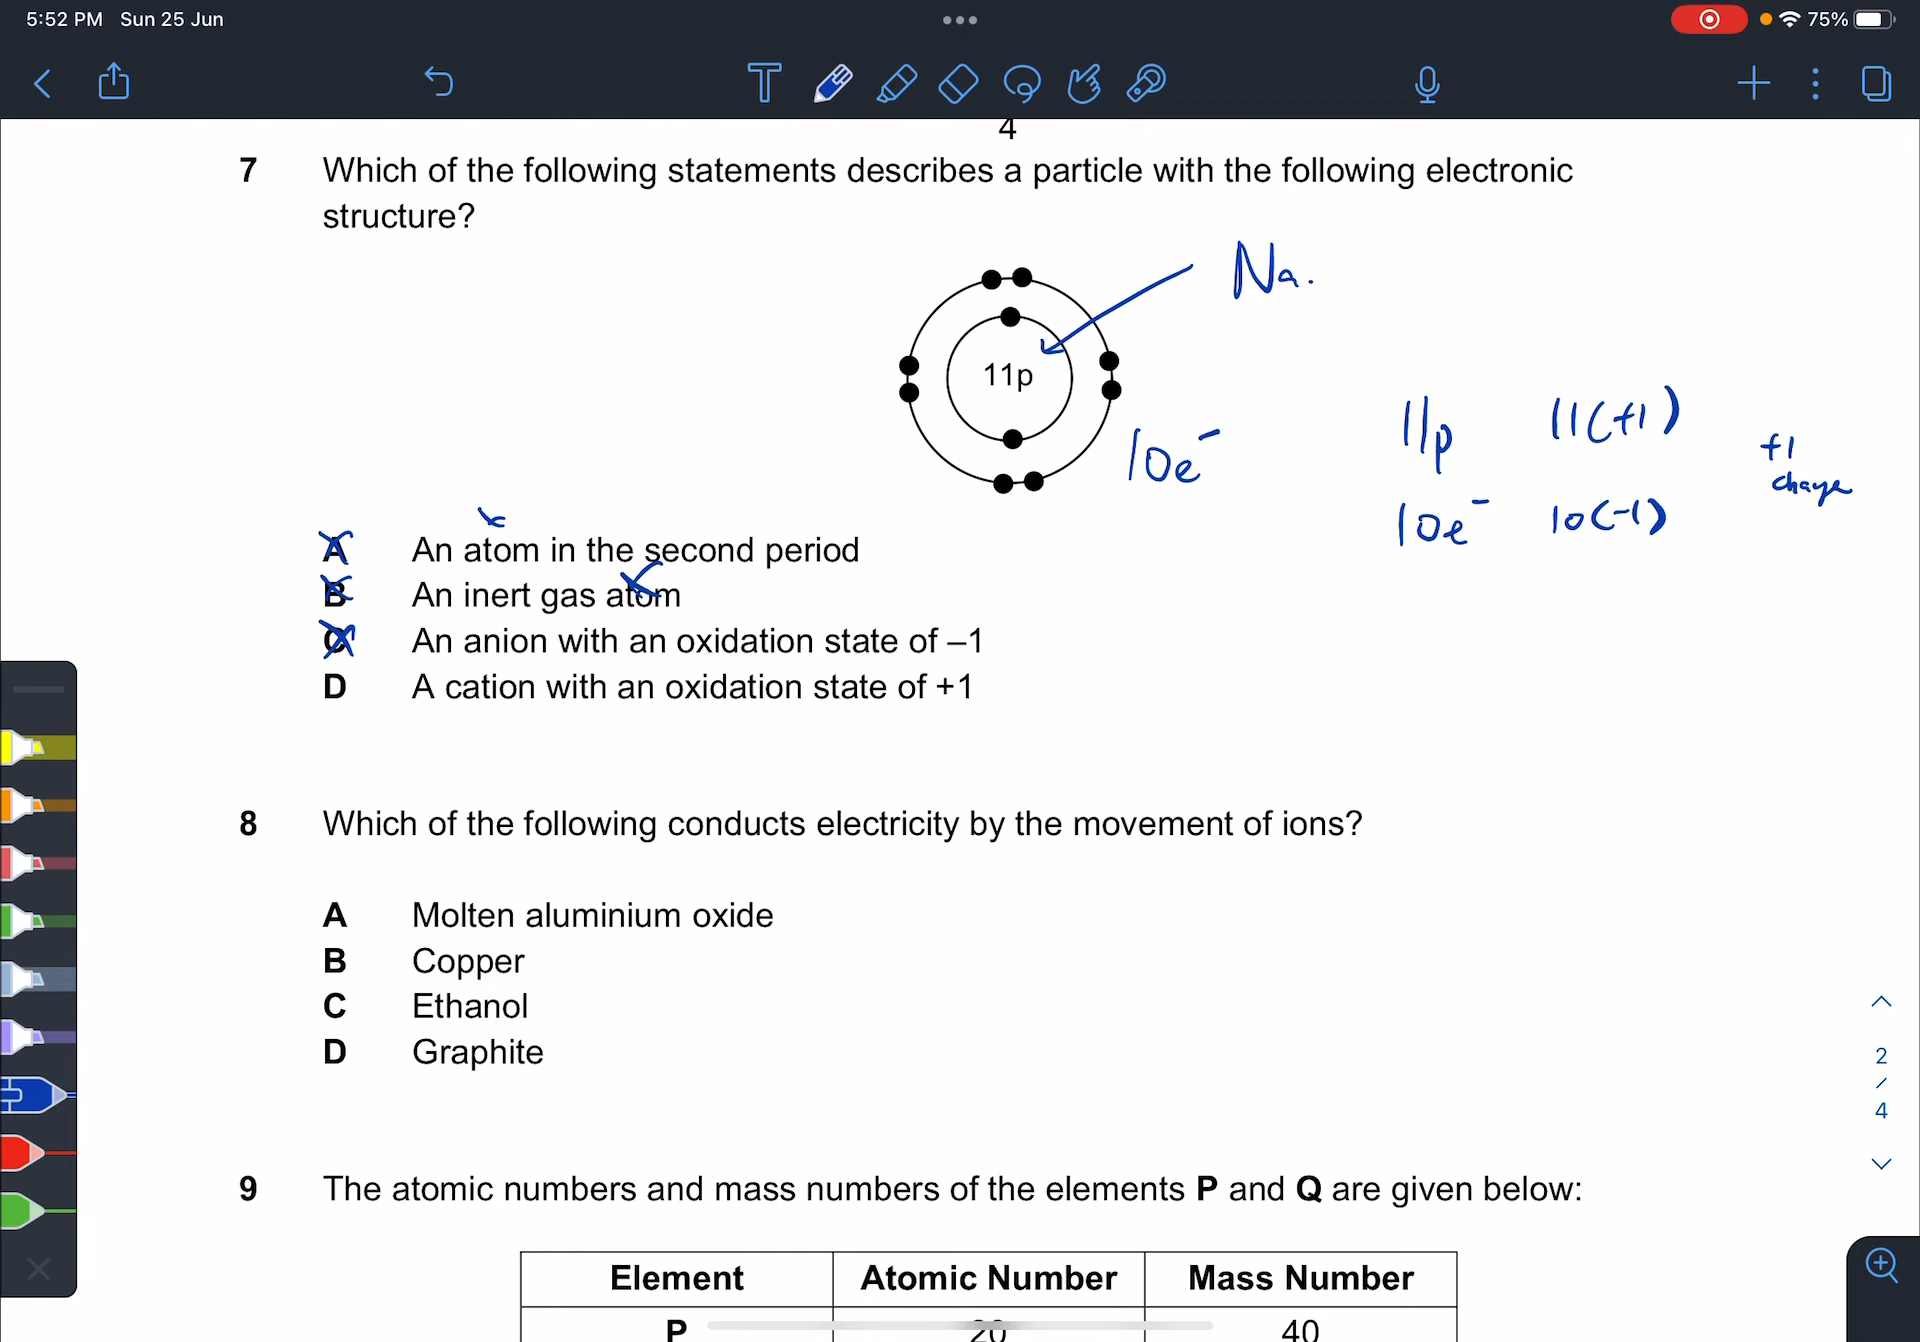 5:52 PM Sun 25 Jun
75%
4
7 Which of the following statements describes a particle with the following electronic
structure?
Na.
11p
10e⁻
11p 11(+1)
10e⁻ 10(-1)
+1
charge
A An atom in the second period
B An inert gas atom
C An anion with an oxidation state of –1
D A cation with an oxidation state of +1
8 Which of the following conducts electricity by the movement of ions?
A Molten aluminium oxide
B Copper
C Ethanol
D Graphite
2
/
4
9 The atomic numbers and mass numbers of the elements P and Q are given below:
Element Atomic Number Mass Number
P 20 40